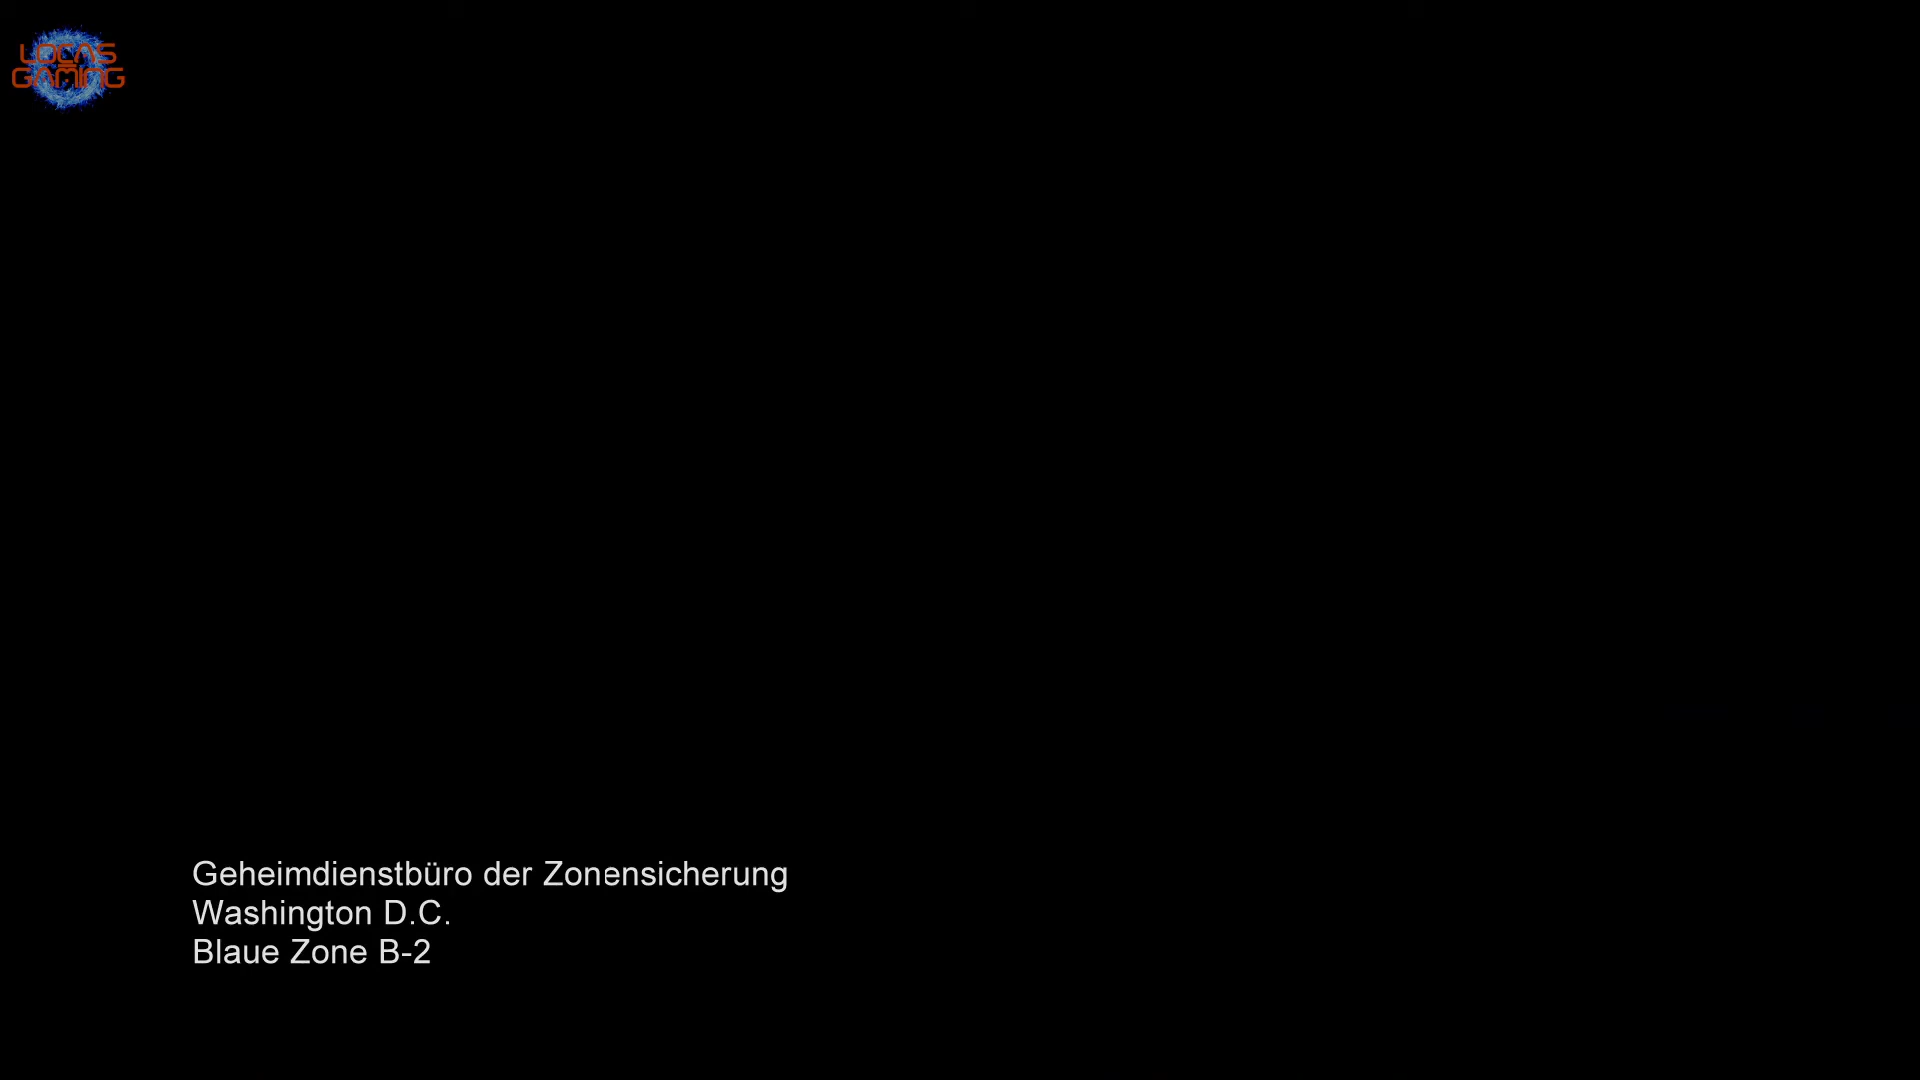 LOCAS
GAMING
Geheimdienstbüro der Zonensicherung
Washington D.C.
Blaue Zone B-2